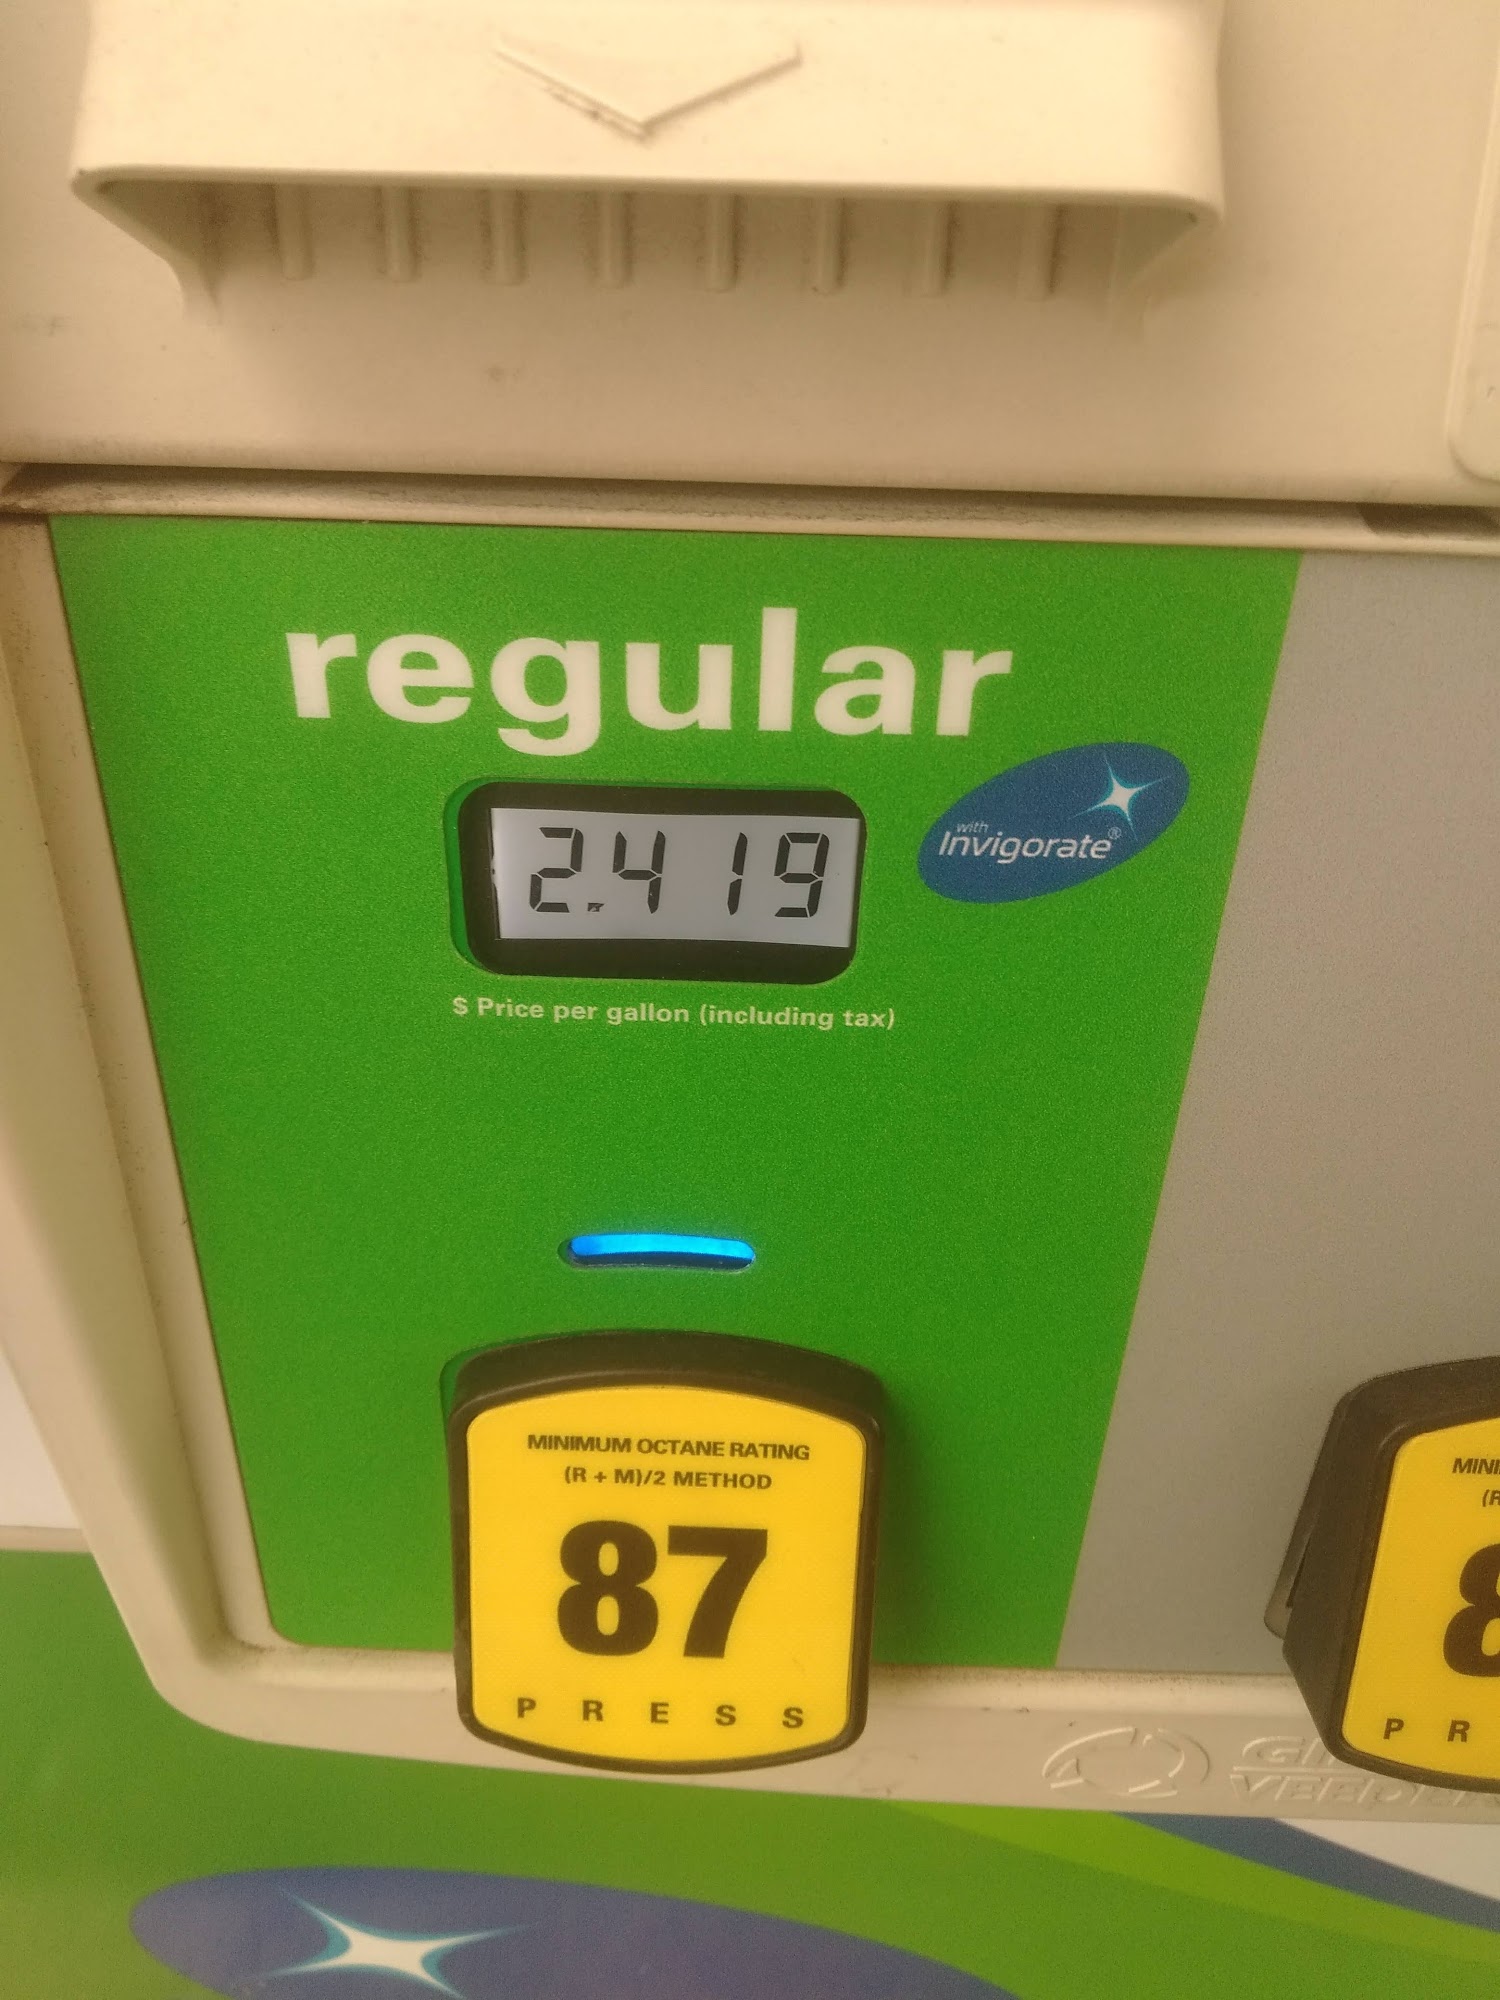 regular
with
Invigorate®
2.419
$ Price per gallon (including tax)
MINIMUM OCTANE RATING
(R + M)/2 METHOD
87
PRESS